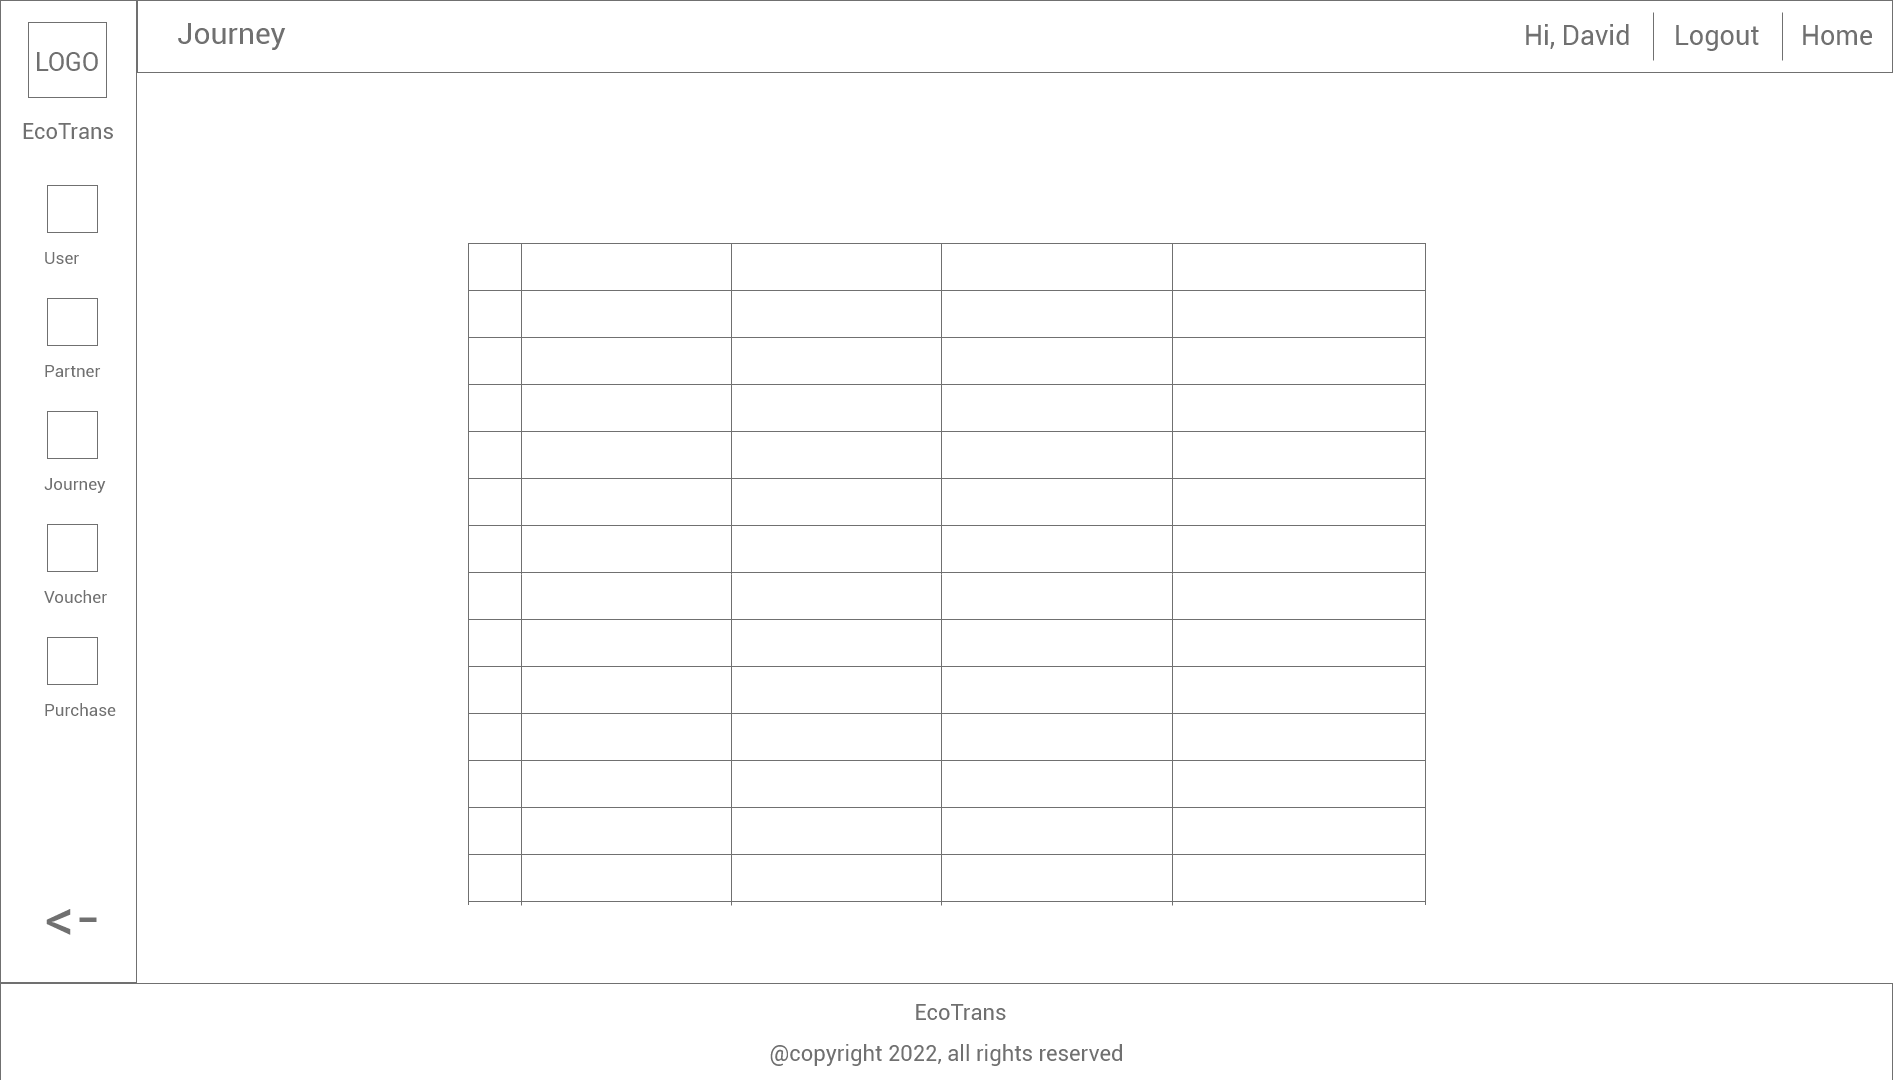 LOGO
EcoTrans
User
Partner
Journey
Voucher
Purchase
<-
Journey
Hi, David
Logout
Home
EcoTrans
@copyright 2022, all rights reserved